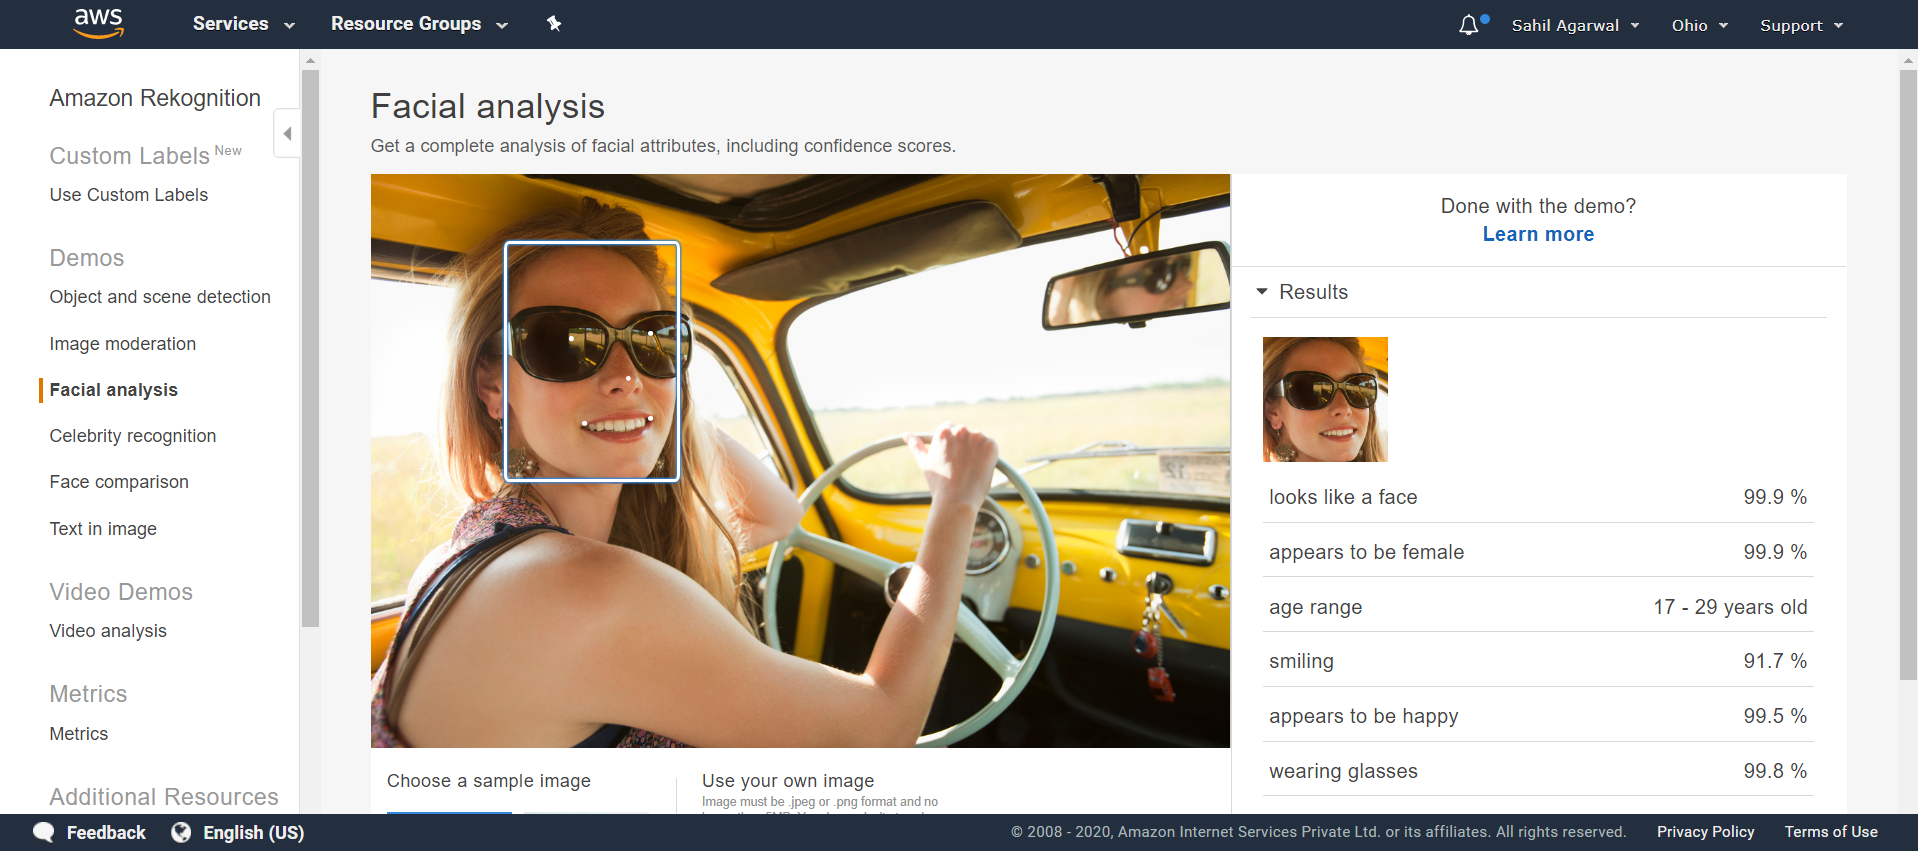 aws
Services
Resource Groups
Sahil Agarwal
Ohio
Support
Amazon Rekognition
Custom Labels New
Use Custom Labels
Demos
Object and scene detection
Image moderation
Facial analysis
Celebrity recognition
Face comparison
Text in image
Video Demos
Video analysis
Metrics
Metrics
Additional Resources
Facial analysis
Get a complete analysis of facial attributes, including confidence scores.
Choose a sample image
Use your own image
Image must be .jpeg or .png format and no
Done with the demo?
Learn more
Results
looks like a face 99.9 %
appears to be female 99.9 %
age range 17 - 29 years old
smiling 91.7 %
appears to be happy 99.5 %
wearing glasses 99.8 %
Feedback
English (US)
© 2008 - 2020, Amazon Internet Services Private Ltd. or its affiliates. All rights reserved.
Privacy Policy
Terms of Use